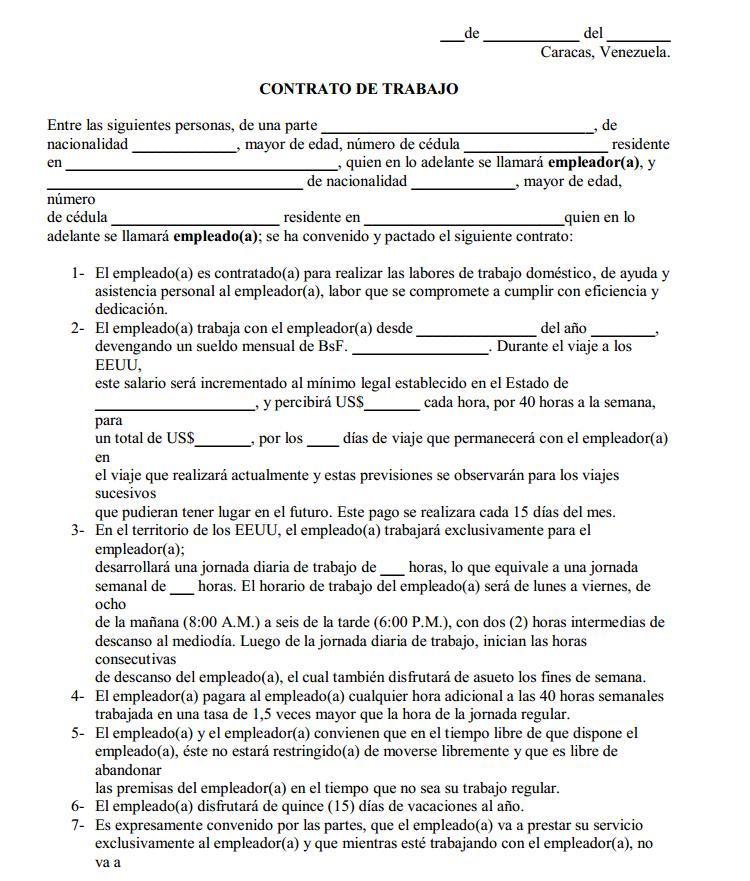 ___de ____________ del ________
Caracas, Venezuela.
CONTRATO DE TRABAJO
Entre las siguientes personas, de una parte __________________________________, de
nacionalidad _____________, mayor de edad, número de cédula __________________ residente
en __________________________________, quien en lo adelante se llamará empleador(a), y
________________________________ de nacionalidad _____________, mayor de edad,
número
de cédula _____________________ residente en _________________________quien en lo
adelante se llamará empleado(a); se ha convenido y pactado el siguiente contrato:
1- El empleado(a) es contratado(a) para realizar las labores de trabajo doméstico, de ayuda y
asistencia personal al empleador(a), labor que se compromete a cumplir con eficiencia y
dedicación.
2- El empleado(a) trabaja con el empleador(a) desde _______________ del año ________,
devengando un sueldo mensual de BsF. _________________. Durante el viaje a los
EEUU,
este salario será incrementado al mínimo legal establecido en el Estado de
____________________, y percibirá US$_______ cada hora, por 40 horas a la semana,
para
un total de US$_______, por los ____ días de viaje que permanecerá con el empleador(a)
en
el viaje que realizará actualmente y estas previsiones se observarán para los viajes
sucesivos
que pudieran tener lugar en el futuro. Este pago se realizara cada 15 días del mes.
3- En el territorio de los EEUU, el empleado(a) trabajará exclusivamente para el
empleador(a);
desarrollará una jornada diaria de trabajo de ___ horas, lo que equivale a una jornada
semanal de ___ horas. El horario de trabajo del empleado(a) será de lunes a viernes, de
ocho
de la mañana (8:00 A.M.) a seis de la tarde (6:00 P.M.), con dos (2) horas intermedias de
descanso al mediodía. Luego de la jornada diaria de trabajo, inician las horas
consecutivas
de descanso del empleado(a), el cual también disfrutará de asueto los fines de semana.
4- El empleador(a) pagara al empleado(a) cualquier hora adicional a las 40 horas semanales
trabajada en una tasa de 1,5 veces mayor que la hora de la jornada regular.
5- El empleado(a) y el empleador(a) convienen que en el tiempo libre de que dispone el
empleado(a), éste no estará restringido(a) de moverse libremente y que es libre de
abandonar
las premisas del empleador(a) en el tiempo que no sea su trabajo regular.
6- El empleado(a) disfrutará de quince (15) días de vacaciones al año.
7- Es expresamente convenido por las partes, que el empleado(a) va a prestar su servicio
exclusivamente al empleador(a) y que mientras esté trabajando con el empleador(a), no
va a